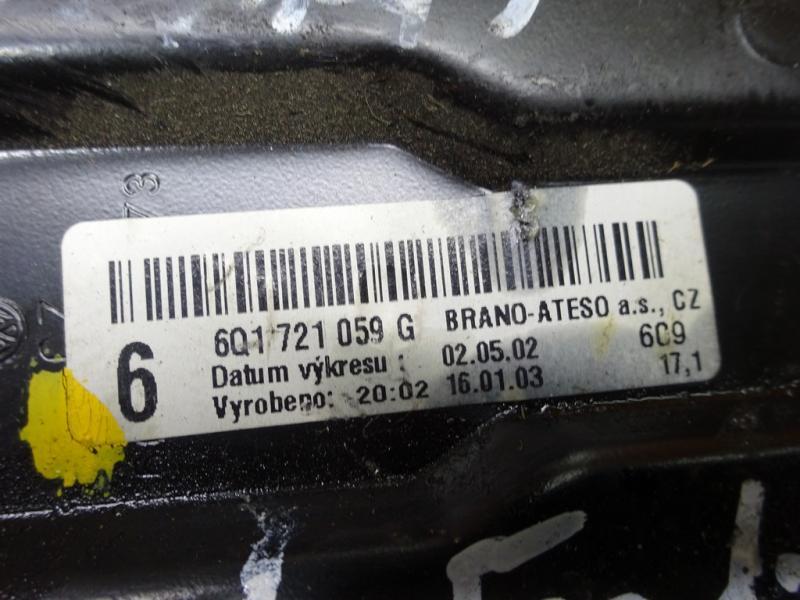 73
6Q1 721 059 G BRANO-ATESO a.s., CZ
6 Datum výkresu : 02.05.02 6C9
Vyrobeno: 20:02 16.01.03 17,1